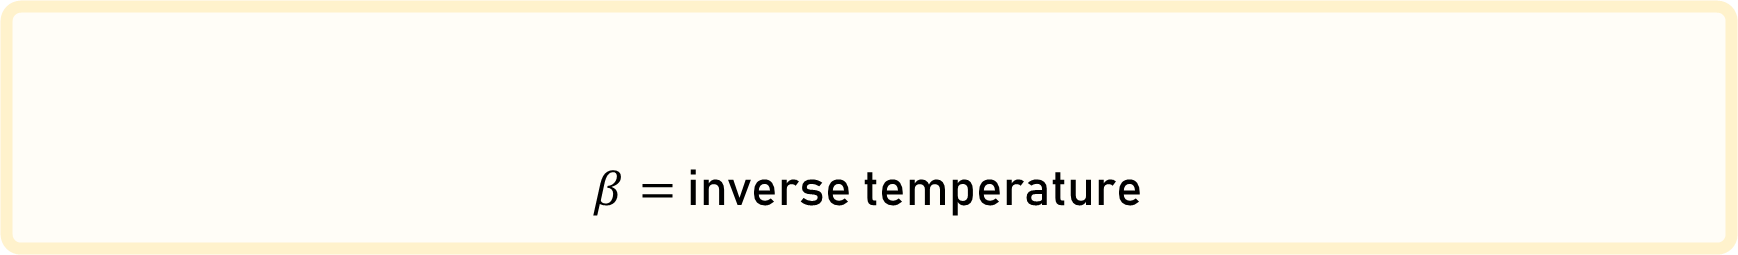 β = inverse temperature